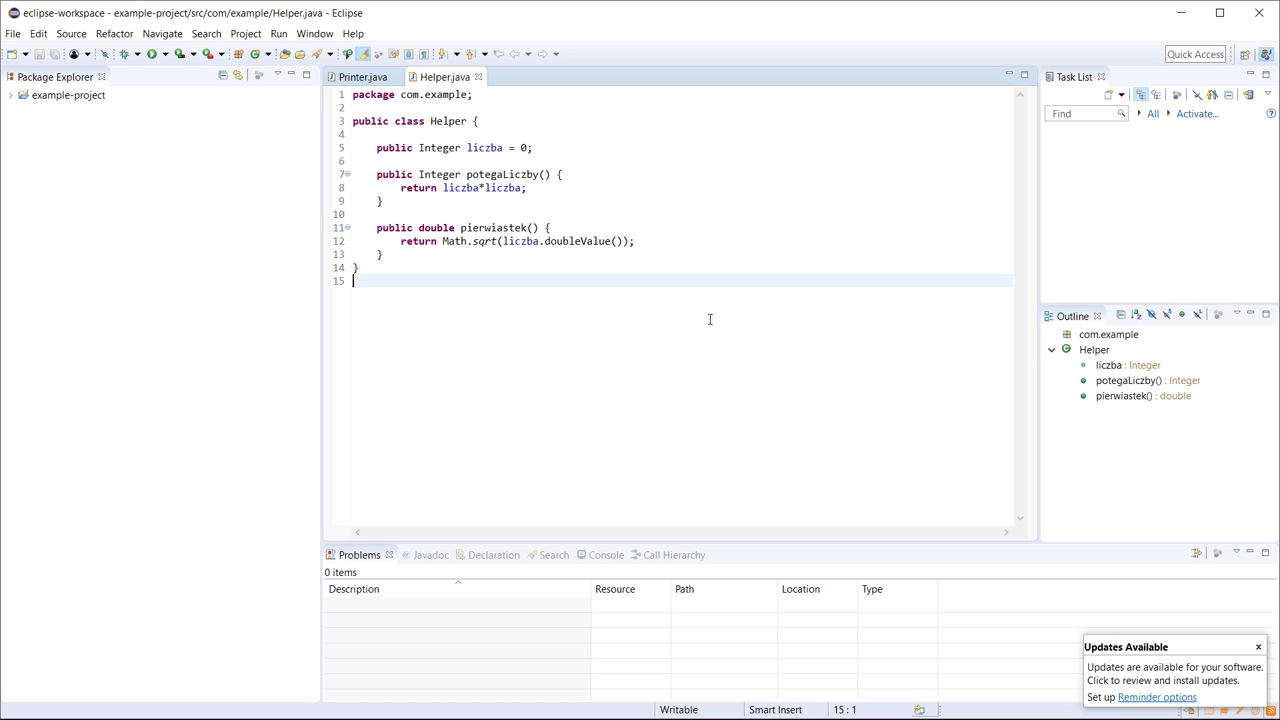 eclipse-workspace - example-project/src/com/example/Helper.java - Eclipse
File Edit Source Refactor Navigate Search Project Run Window Help
Quick Access
Package Explorer
example-project
Printer.java Helper.java
1 package com.example;
2
3 public class Helper {
4
5 public Integer liczba = 0;
6
7 public Integer potegaLiczby() {
8 return liczba*liczba;
9 }
10
11 public double pierwiastek() {
12 return Math.sqrt(liczba.doubleValue());
13 }
14 }
15
Task List
Find All Activate...
Outline
com.example
Helper
liczba : Integer
potegaLiczby() : Integer
pierwiastek() : double
Problems Javadoc Declaration Search Console Call Hierarchy
0 items
Description Resource Path Location Type
Updates Available
Updates are available for your software.
Click to review and install updates.
Set up Reminder options
Writable Smart Insert 15 : 1